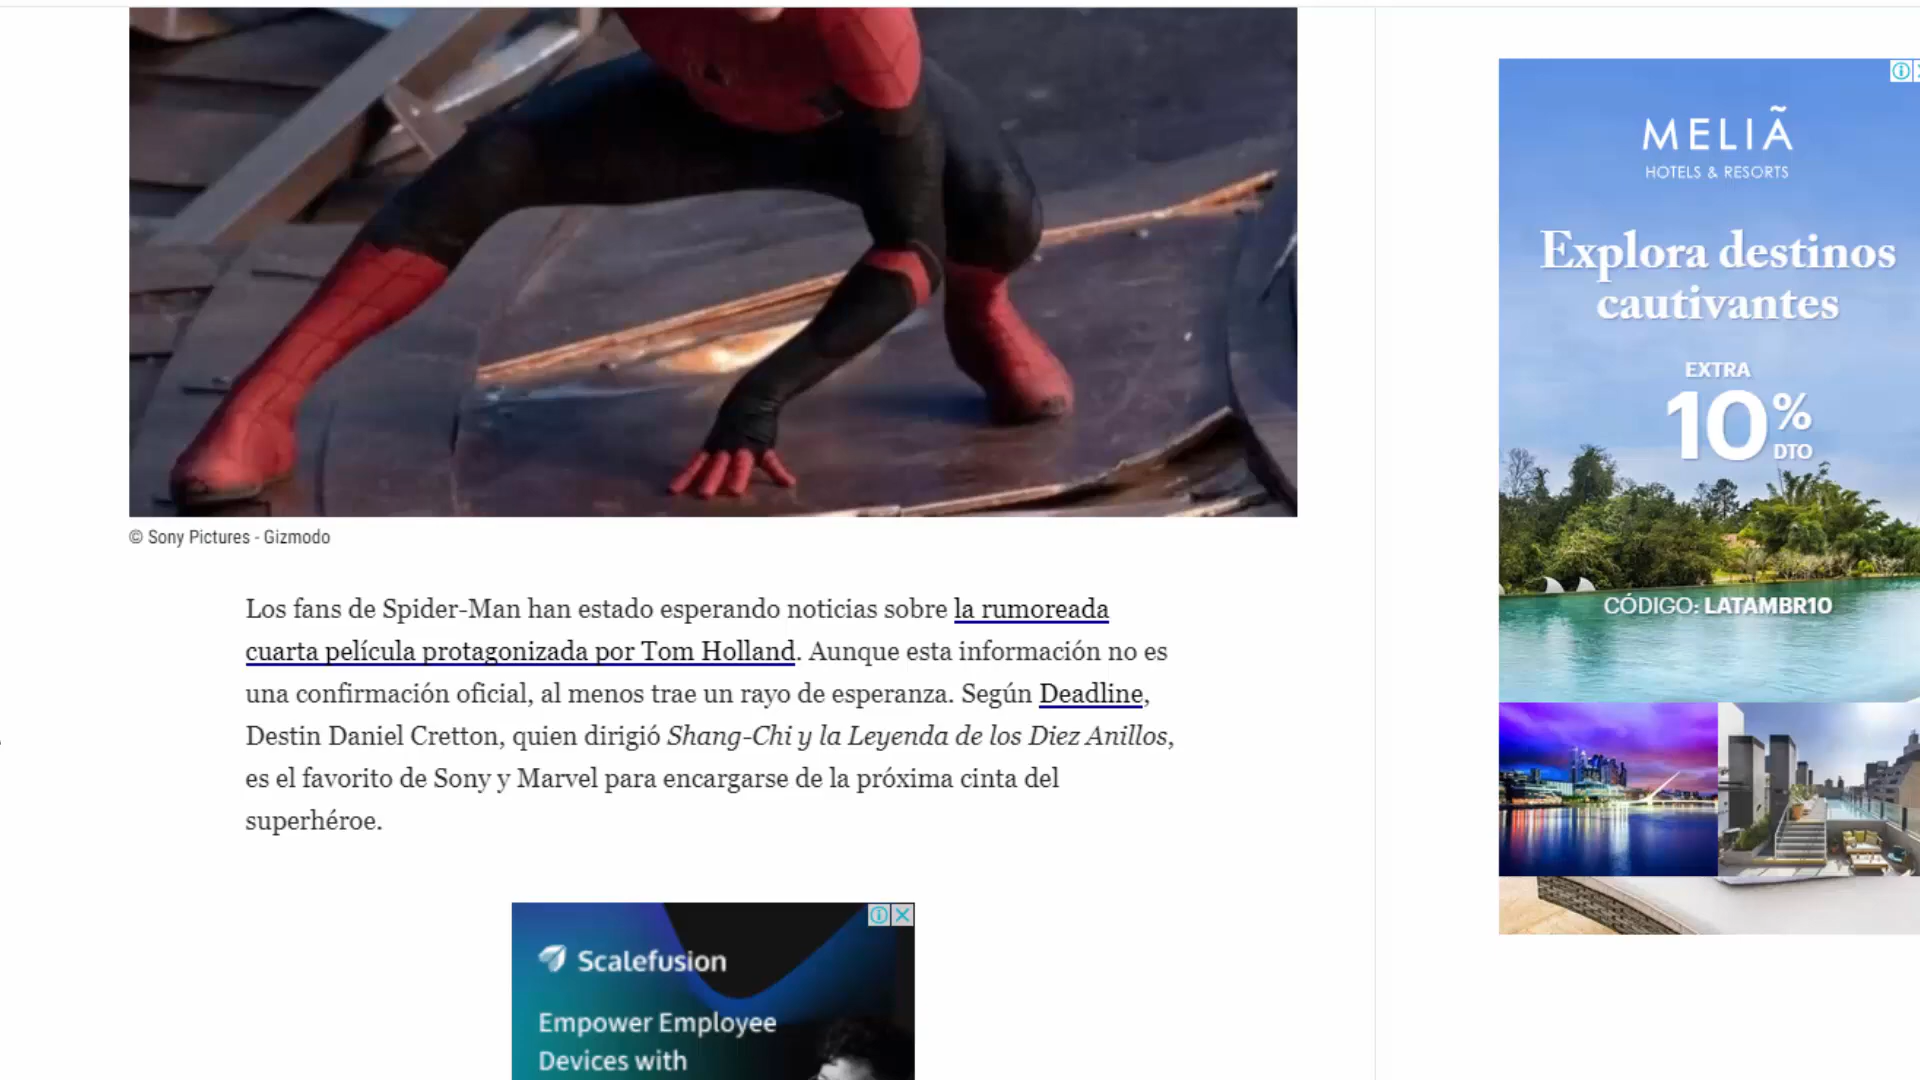 © Sony Pictures - Gizmodo
Los fans de Spider-Man han estado esperando noticias sobre la rumoreada
cuarta película protagonizada por Tom Holland. Aunque esta información no es
una confirmación oficial, al menos trae un rayo de esperanza. Según Deadline,
Destin Daniel Cretton, quien dirigió Shang-Chi y la Leyenda de los Diez Anillos,
es el favorito de Sony y Marvel para encargarse de la próxima cinta del
superhéroe.
Scalefusion
Empower Employee
Devices with
MELIÃ
HOTELS & RESORTS
Explora destinos
cautivantes
EXTRA
10%
DTO
CÓDIGO: LATAMBR10